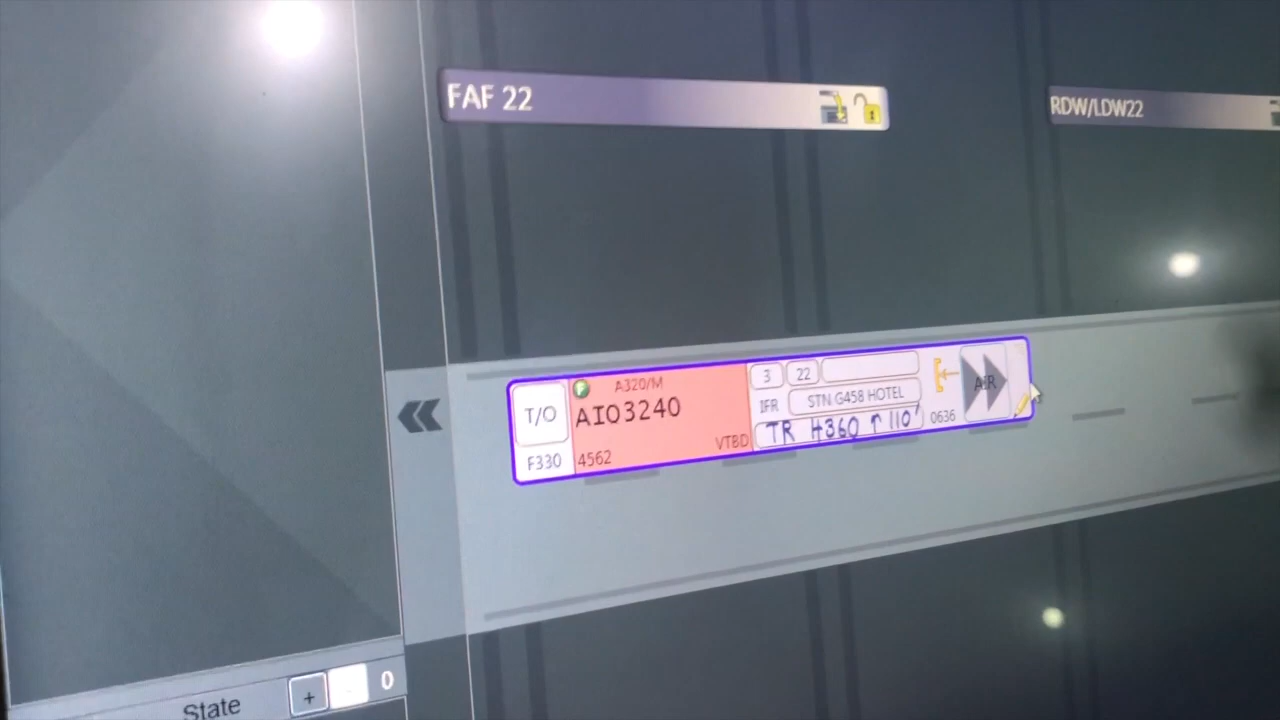 FAF 22
RDW/LDW22
T/O
A320/M
AIO3240
F330
4562
VTBD
3
22
IFR
STN G458 HOTEL
TR H360 ↑ 110'
0636
AIR
State
+
0